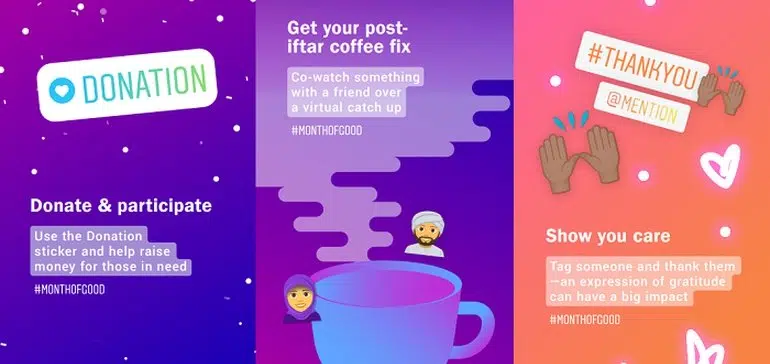 DONATION
Donate & participate
Use the Donation
sticker and help raise
money for those in need
#MONTHOFGOOD
Get your post-
iftar coffee fix
Co-watch something
with a friend over
a virtual catch up
#MONTHOFGOOD
#THANKYOU
@MENTION
Show you care
Tag someone and thank them
—an expression of gratitude
can have a big impact
#MONTHOFGOOD